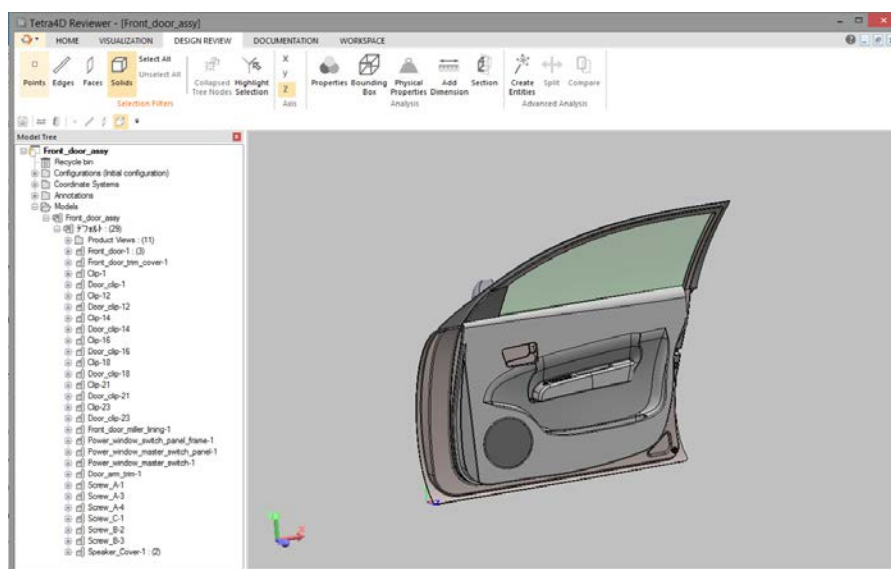 Tetra4D Reviewer - [Front_door_assy]
HOME VISUALIZATION DESIGN REVIEW DOCUMENTATION WORKSPACE
Points Edges Faces Solids
Select All
Unselect All
Collapsed Tree Nodes
Highlight Selection
Selection Filters
X
y
Z
Axis
Properties
Bounding Box
Physical Properties
Add Dimension
Section
Analysis
Create Entities
Split
Compare
Advanced Analysis
Model Tree
Front_door_assy
Recycle bin
Configurations (Initial configuration)
Coordinate Systems
Annotations
Models
Front_door_assy
デフォルト : (29)
Product Views : (11)
Front_door-1 : (3)
Front_door_trim_cover-1
Clip-1
Door_clip-1
Clip-12
Door_clip-12
Clip-14
Door_clip-14
Clip-16
Door_clip-16
Clip-18
Door_clip-18
Clip-21
Door_clip-21
Clip-23
Door_clip-23
Front_door_miller_lining-1
Power_window_switch_panel_frame-1
Power_window_master_switch_panel-1
Power_window_master_switch-1
Door_arm_trim-1
Screw_A-1
Screw_A-3
Screw_A-4
Screw_C-1
Screw_B-2
Screw_B-3
Speaker_Cover-1 : (2)